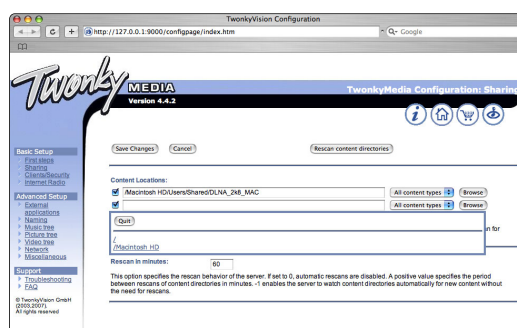 TwonkyVision Configuration
http://127.0.0.1:9000/configpage/index.htm
Google
Twonky
MEDIA
Version 4.4.2
TwonkyMedia Configuration: Sharing
Save Changes
Cancel
Rescan content directories
Basic Setup
First steps
Sharing
Clients/Security
Internet Radio
Advanced Setup
External
applications
Naming
Music tree
Picture tree
Video tree
Network
Miscellaneous
Support
Troubleshooting
FAQ
© TwonkyVision GmbH
(2003,2007).
All rights reserved
Content Locations:
/Macintosh HD/Users/Shared/DLNA_2k8_MAC
All content types
Browse
All content types
Browse
Quit
/
/Macintosh HD
n for
Rescan in minutes:
60
This option specifies the rescan behavior of the server. If set to 0, automatic rescans are disabled. A positive value specifies the period
between rescans of content directories in minutes. -1 enables the server to watch content directories automatically for new content without
the need for rescans.